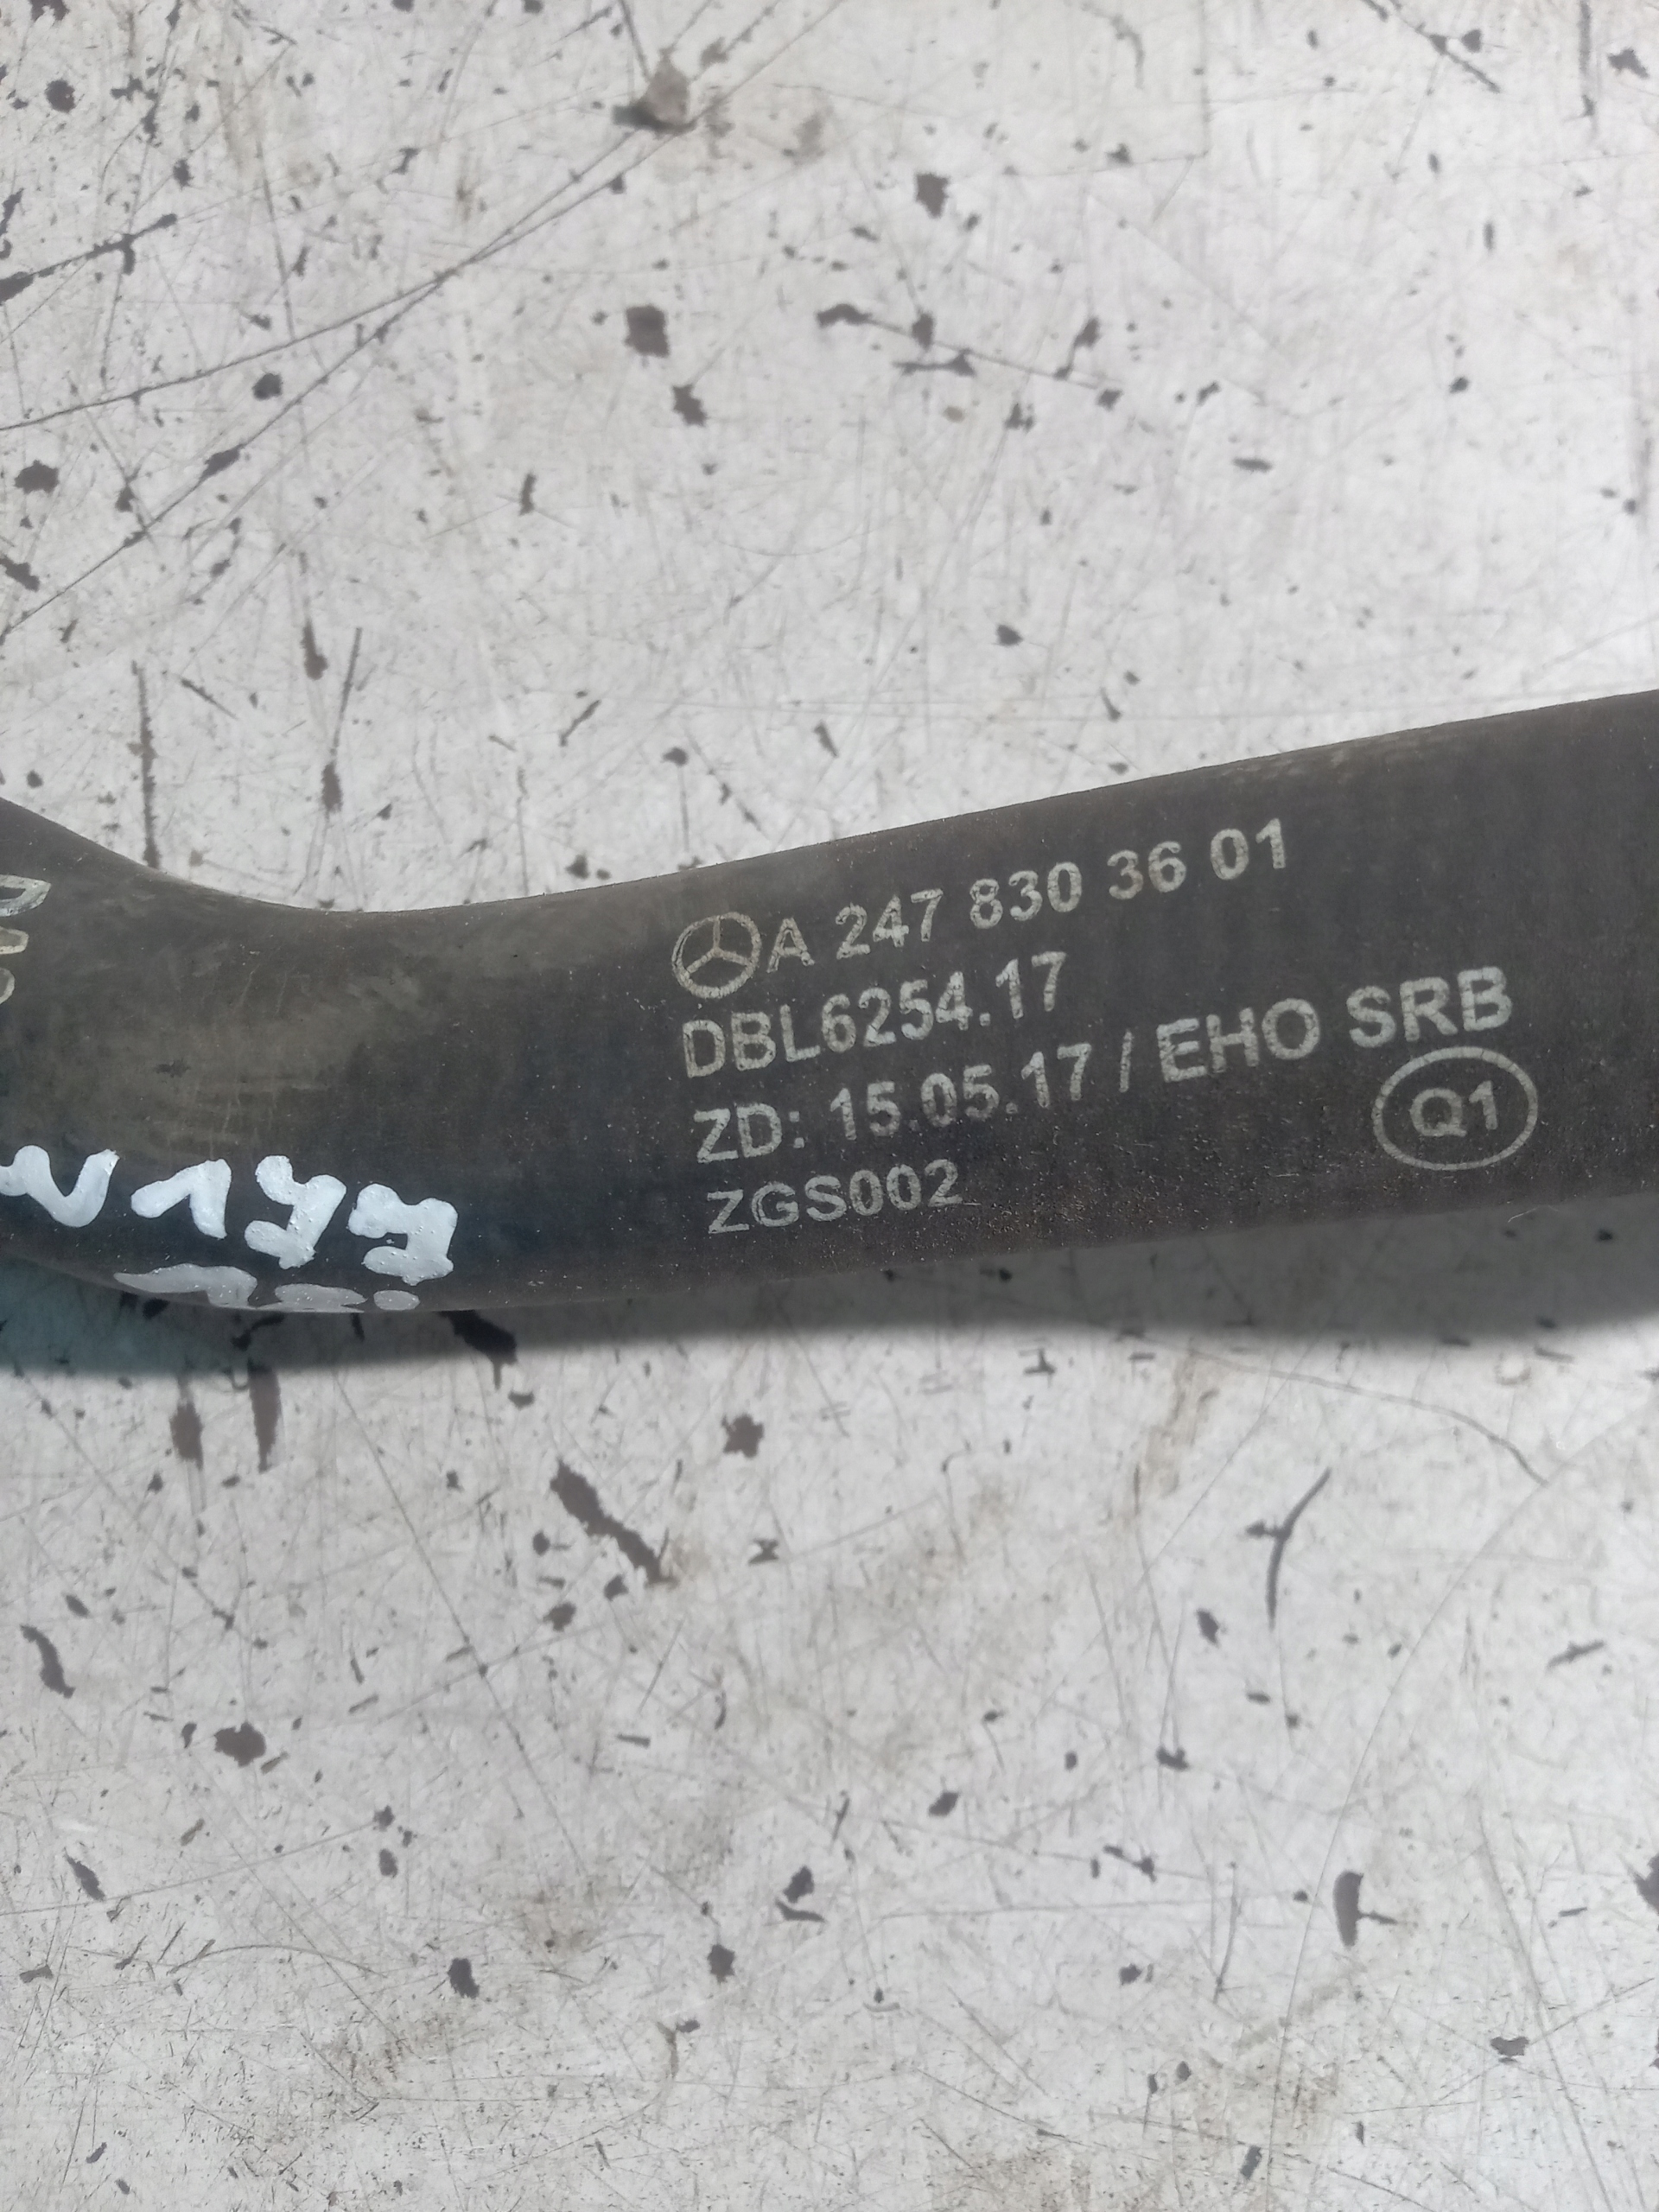 A 247 830 36 01
DBL6254.17
ZD: 15.05.17 / EHO SRB
Q1
ZGS002